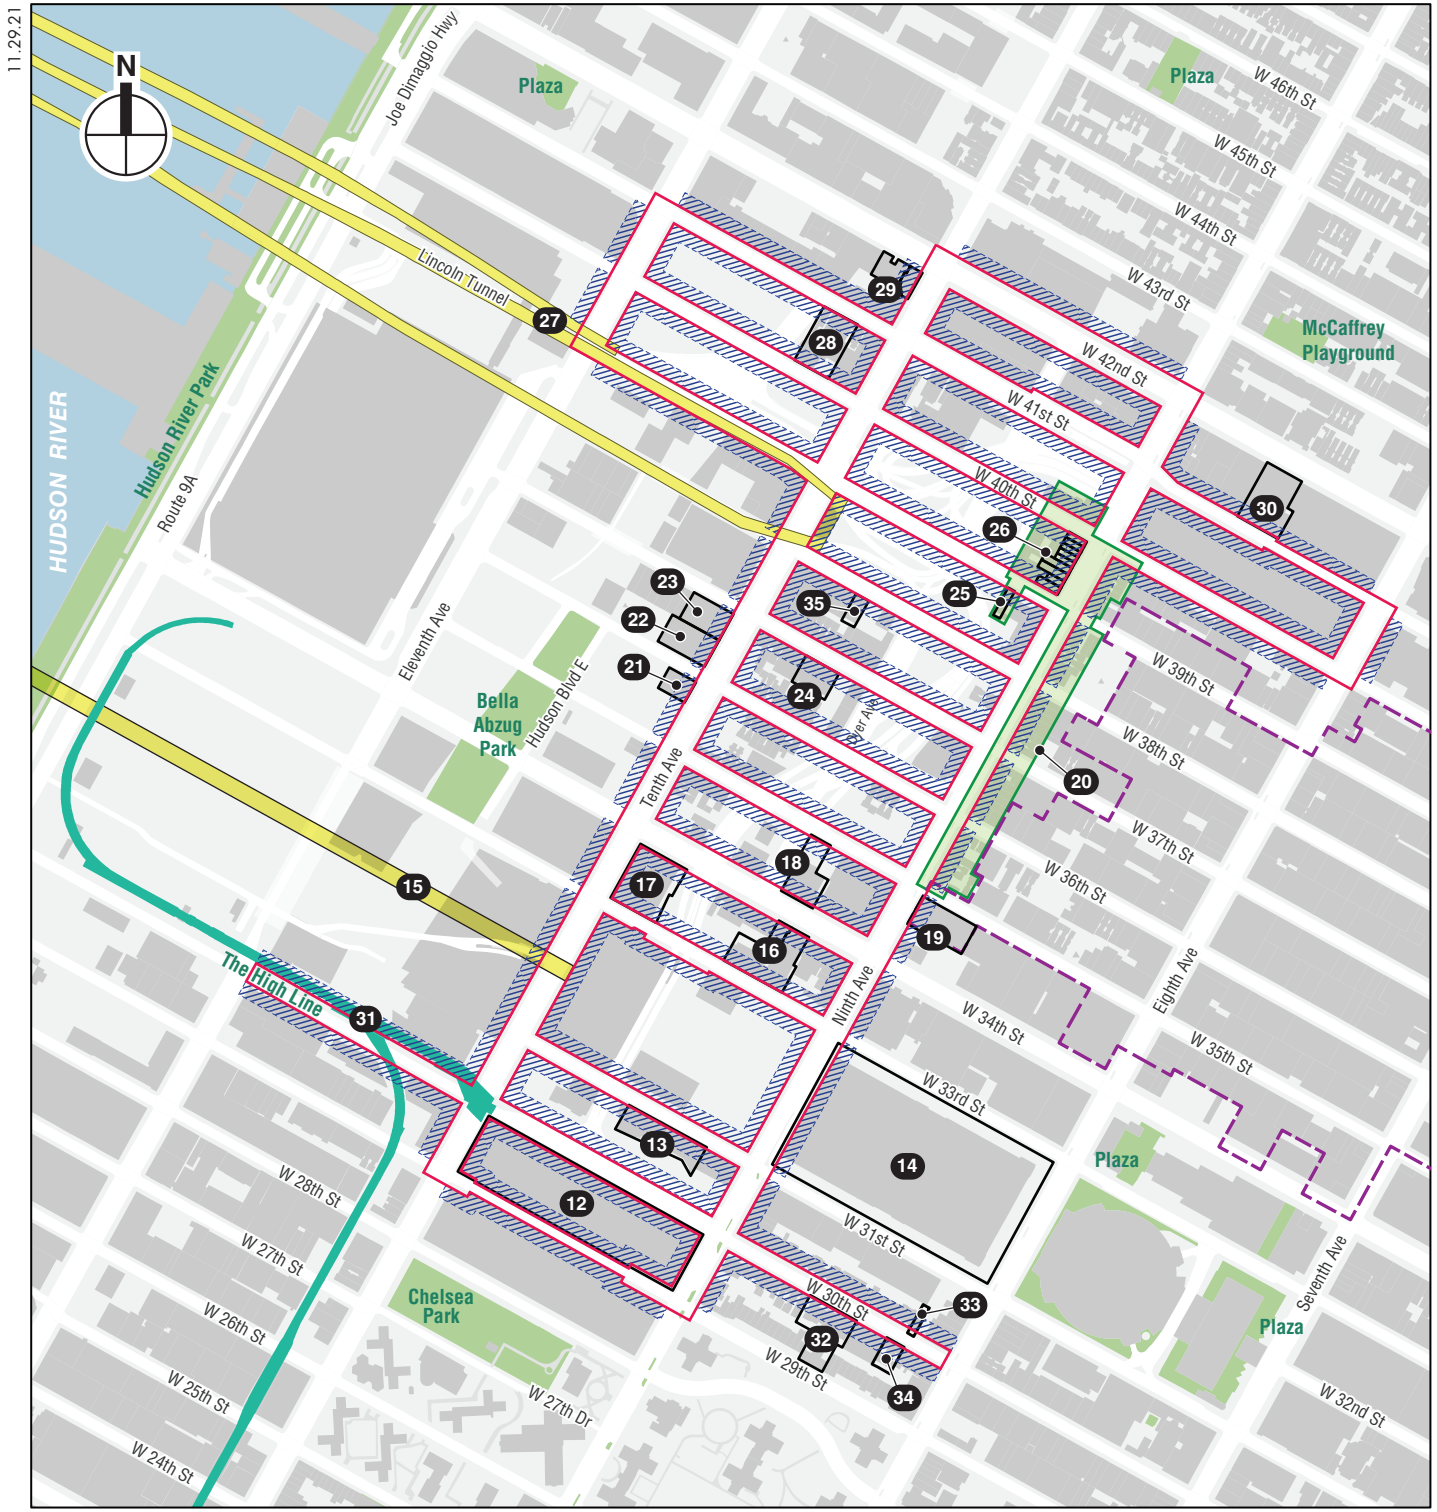 11.29.21
N
Joe Dimaggio Hwy
Plaza
Plaza
W 46th St
W 45th St
W 44th St
W 43rd St
McCaffrey
Playground
W 42nd St
W 41st St
W 40th St
Lincoln Tunnel
27
28
29
30
HUDSON RIVER
Hudson River Park
Route 9A
26
25
35
23
22
21
24
Eleventh Ave
Hudson Blvd E
Bella
Abzug
Park
Tenth Ave
Dyer Ave
W 39th St
W 38th St
20
W 37th St
W 36th St
18
17
16
15
19
Ninth Ave
Eighth Ave
W 34th St
W 35th St
The High Line
31
W 33rd St
14
13
12
Plaza
W 31st St
W 28th St
W 27th St
W 26th St
W 25th St
W 24th St
Chelsea
Park
W 30th St
33
32
34
W 29th St
W 27th Dr
Seventh Ave
Plaza
W 32nd St